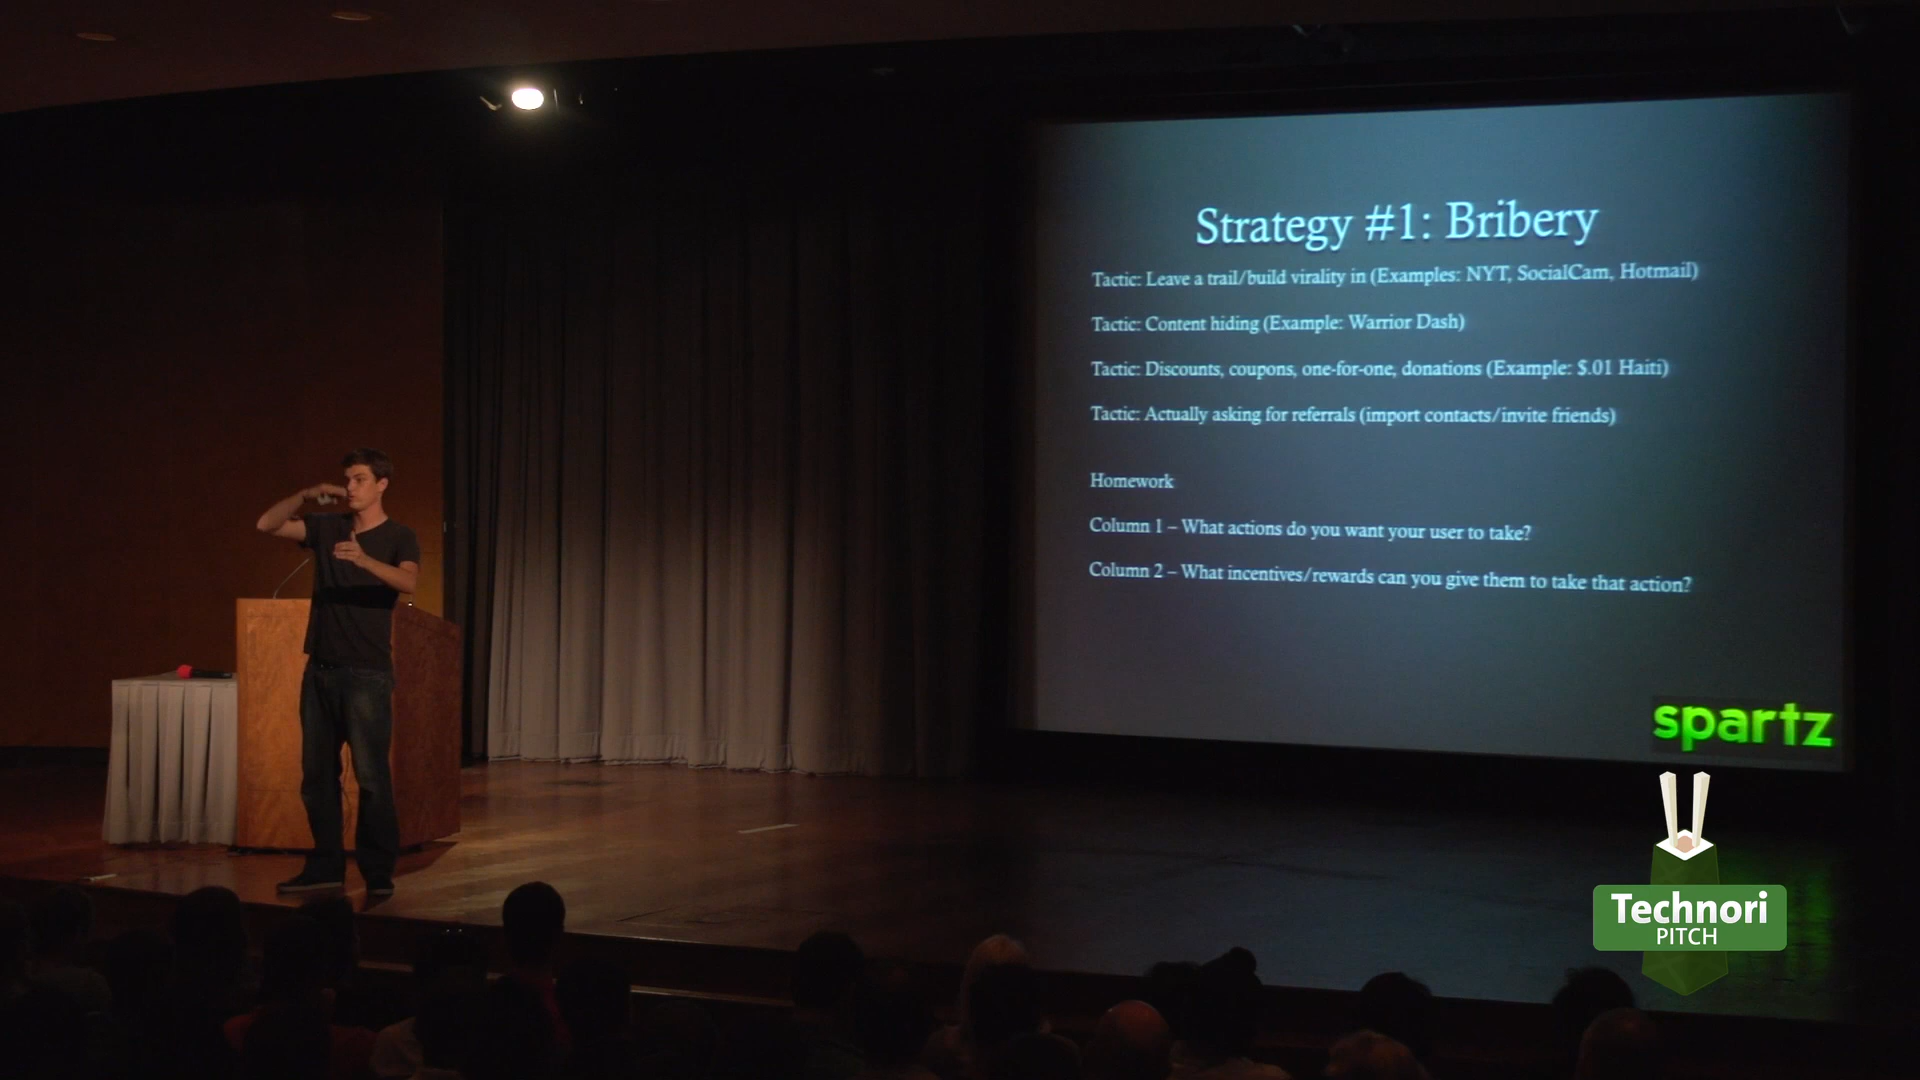 Strategy #1: Bribery
Tactic: Leave a trail/build virality in (Examples: NYT, SocialCam, Hotmail)
Tactic: Content hiding (Example: Warrior Dash)
Tactic: Discounts, coupons, one-for-one, donations (Example: $.01 Haiti)
Tactic: Actually asking for referrals (import contacts/invite friends)
Homework
Column 1 – What actions do you want your user to take?
Column 2 – What incentives/rewards can you give them to take that action?
spartz
Technori
PITCH